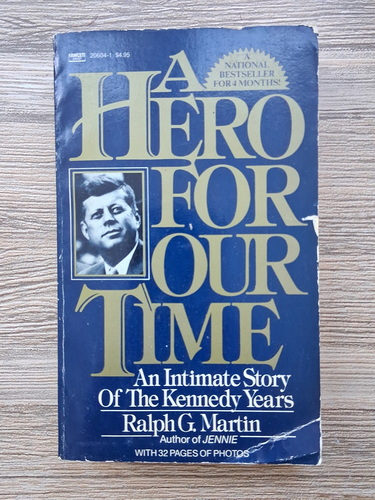 FAWCETT
20604-1 $4.95
A
NATIONAL
BESTSELLER
FOR 4 MONTHS!
A
HERO
FOR
OUR
TIME
An Intimate Story
Of The Kennedy Years
Ralph G. Martin
Author of JENNIE
WITH 32 PAGES OF PHOTOS